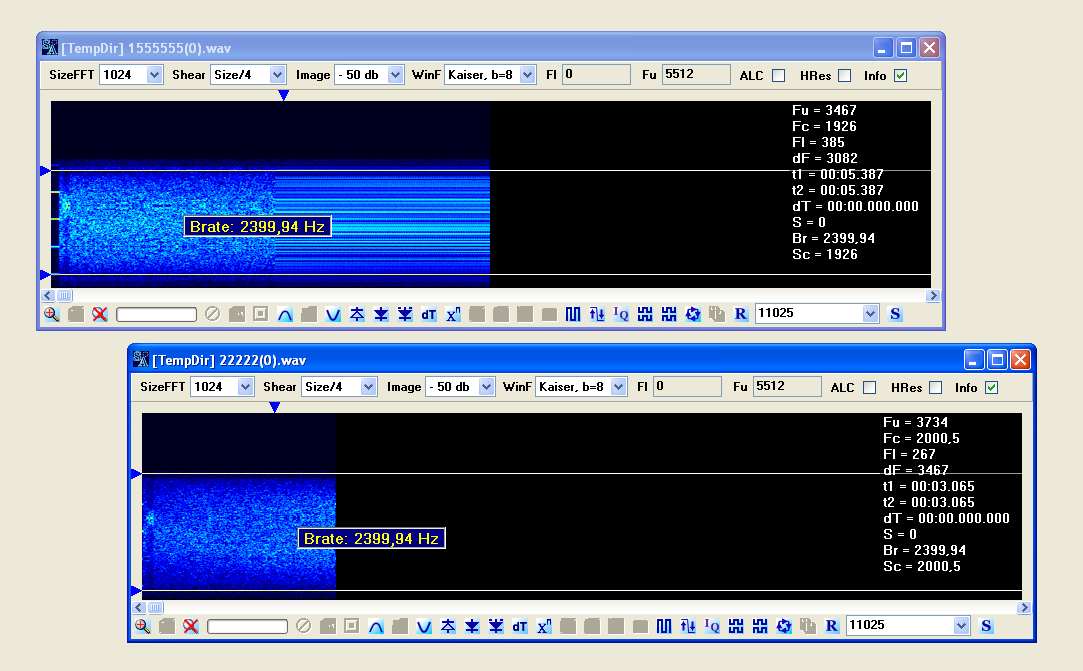 [TempDir] 1555555(0).wav
SizeFFT 1024 Shear Size/4 Image - 50 db WinF Kaiser, b=8 Fl 0 Fu 5512 ALC HRes Info
Fu = 3467
Fc = 1926
Fl = 385
dF = 3082
t1 = 00:05.387
t2 = 00:05.387
dT = 00:00.000.000
S = 0
Br = 2399,94
Sc = 1926
Brate: 2399,94 Hz
dT x^n IQ R 11025 S
[TempDir] 22222(0).wav
SizeFFT 1024 Shear Size/4 Image - 50 db WinF Kaiser, b=8 Fl 0 Fu 5512 ALC HRes Info
Fu = 3734
Fc = 2000,5
Fl = 267
dF = 3467
t1 = 00:03.065
t2 = 00:03.065
dT = 00:00.000.000
S = 0
Br = 2399,94
Sc = 2000,5
Brate: 2399,94 Hz
dT x^n IQ R 11025 S